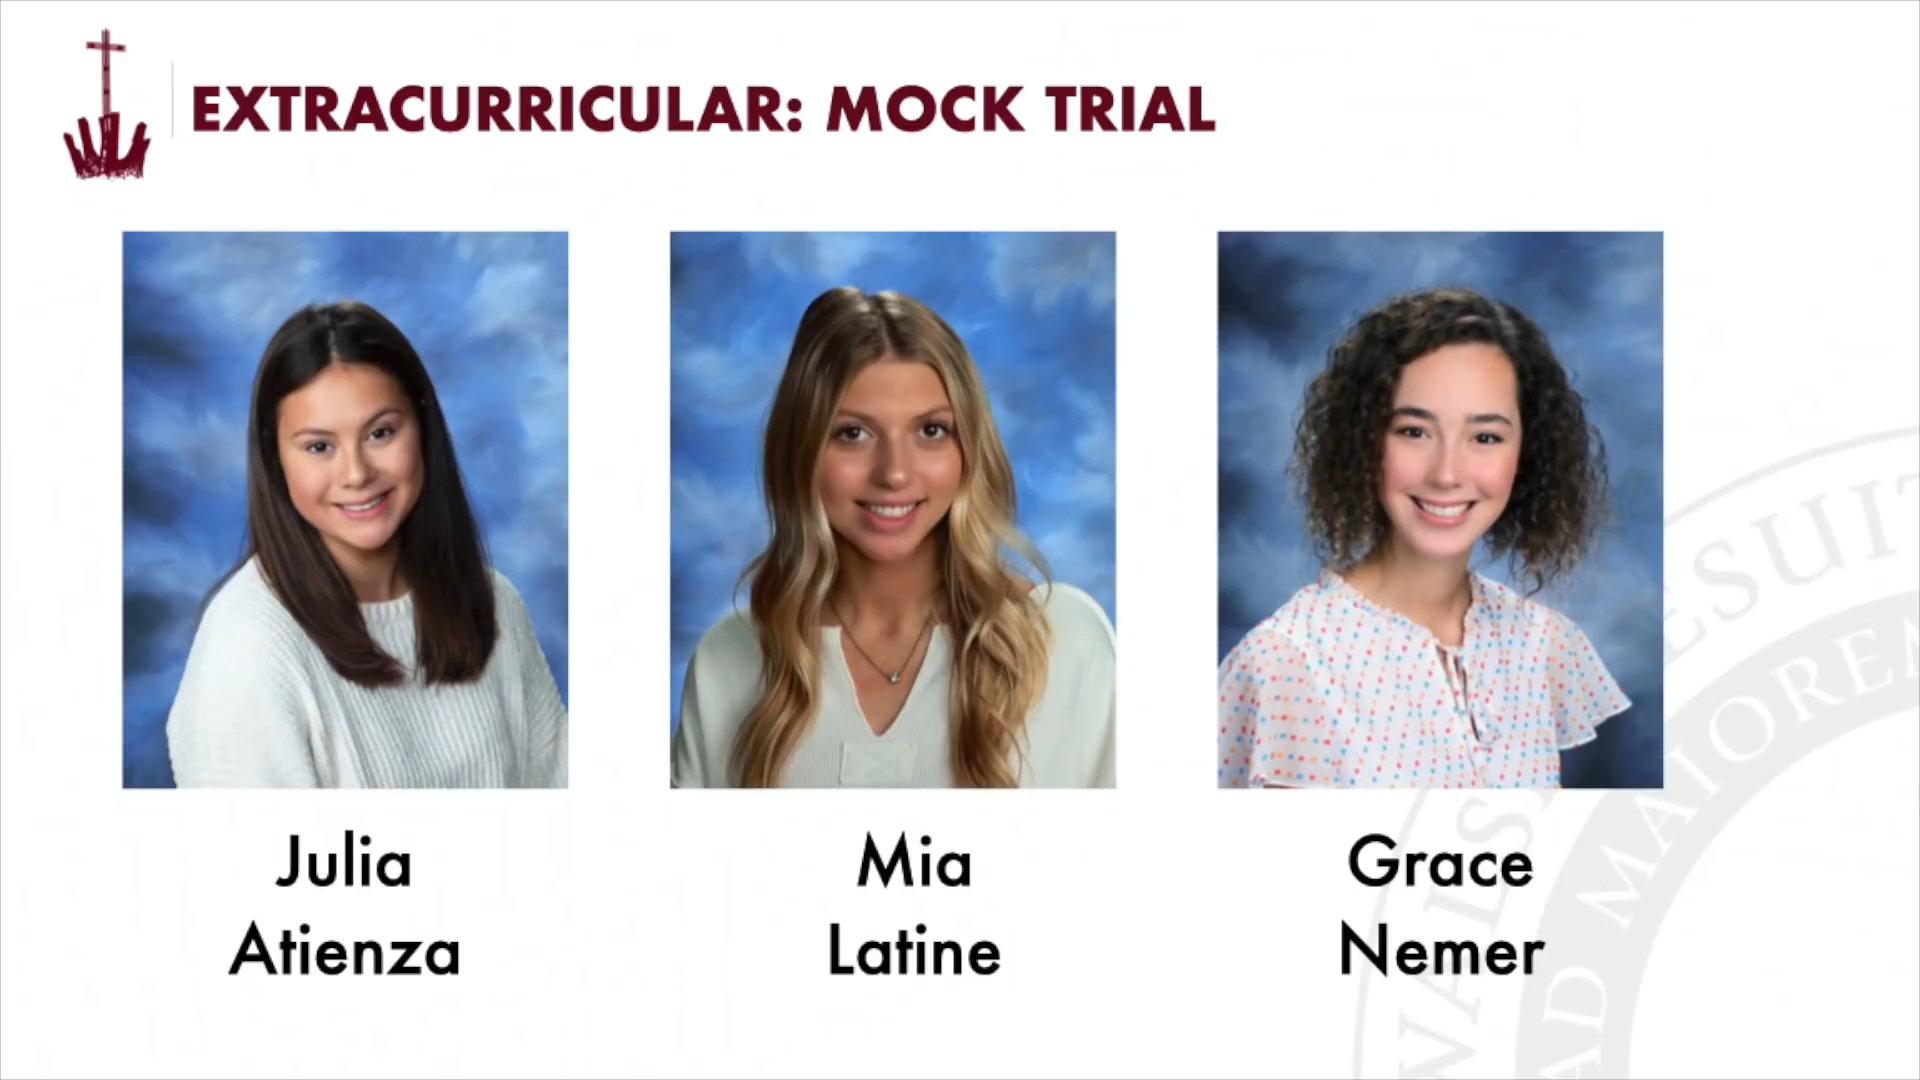 EXTRACURRICULAR: MOCK TRIAL
Julia
Atienza
Mia
Latine
Grace
Nemer